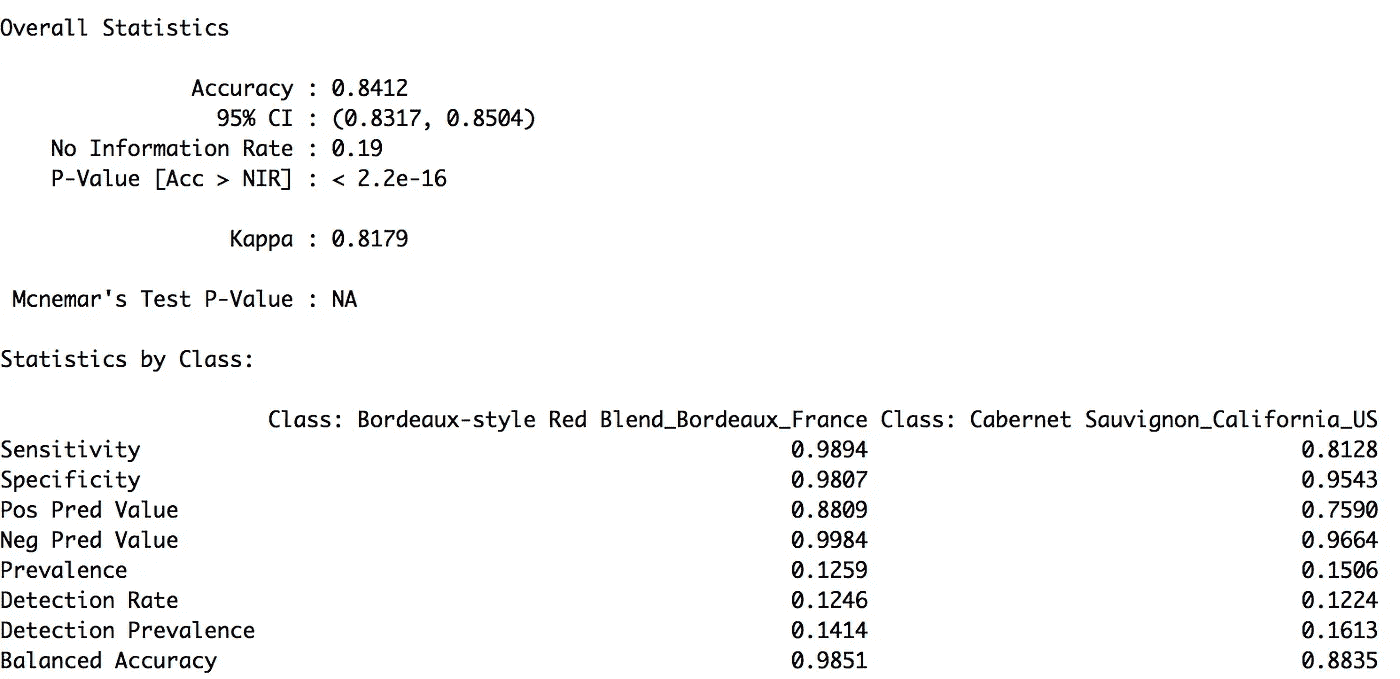 Overall Statistics
Accuracy : 0.8412
95% CI : (0.8317, 0.8504)
No Information Rate : 0.19
P-Value [Acc > NIR] : < 2.2e-16
Kappa : 0.8179
Mcnemar's Test P-Value : NA
Statistics by Class:
Class: Bordeaux-style Red Blend_Bordeaux_France Class: Cabernet Sauvignon_California_US
Sensitivity 0.9894 0.8128
Specificity 0.9807 0.9543
Pos Pred Value 0.8809 0.7590
Neg Pred Value 0.9984 0.9664
Prevalence 0.1259 0.1506
Detection Rate 0.1246 0.1224
Detection Prevalence 0.1414 0.1613
Balanced Accuracy 0.9851 0.8835